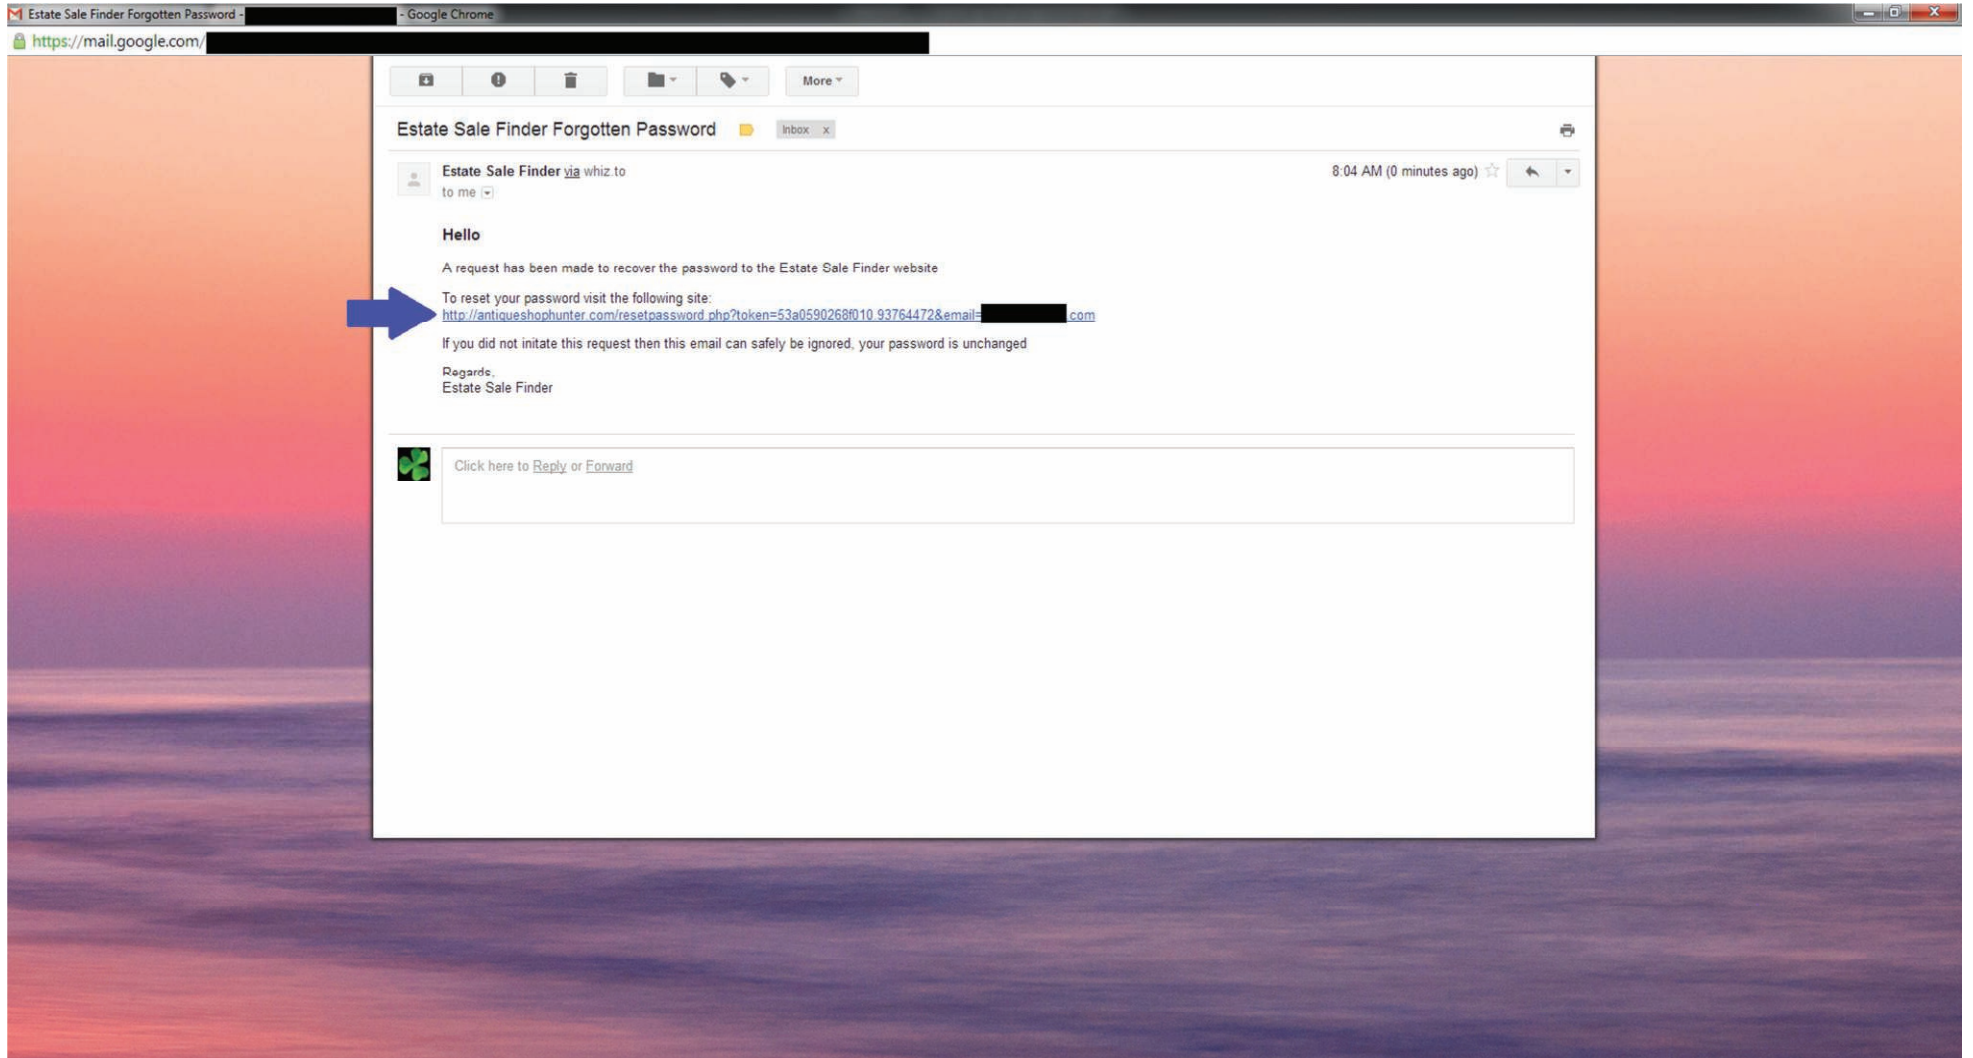 Estate Sale Finder Forgotten Password - - Google Chrome
https://mail.google.com/
More
Estate Sale Finder Forgotten Password Inbox x
Estate Sale Finder via whiz.to 8:04 AM (0 minutes ago)
to me
Hello
A request has been made to recover the password to the Estate Sale Finder website
To reset your password visit the following site:
http://antiqueshophunter.com/resetpassword.php?token=53a0590268f010.93764472&email= .com
If you did not initate this request then this email can safely be ignored, your password is unchanged
Regards,
Estate Sale Finder
Click here to Reply or Forward